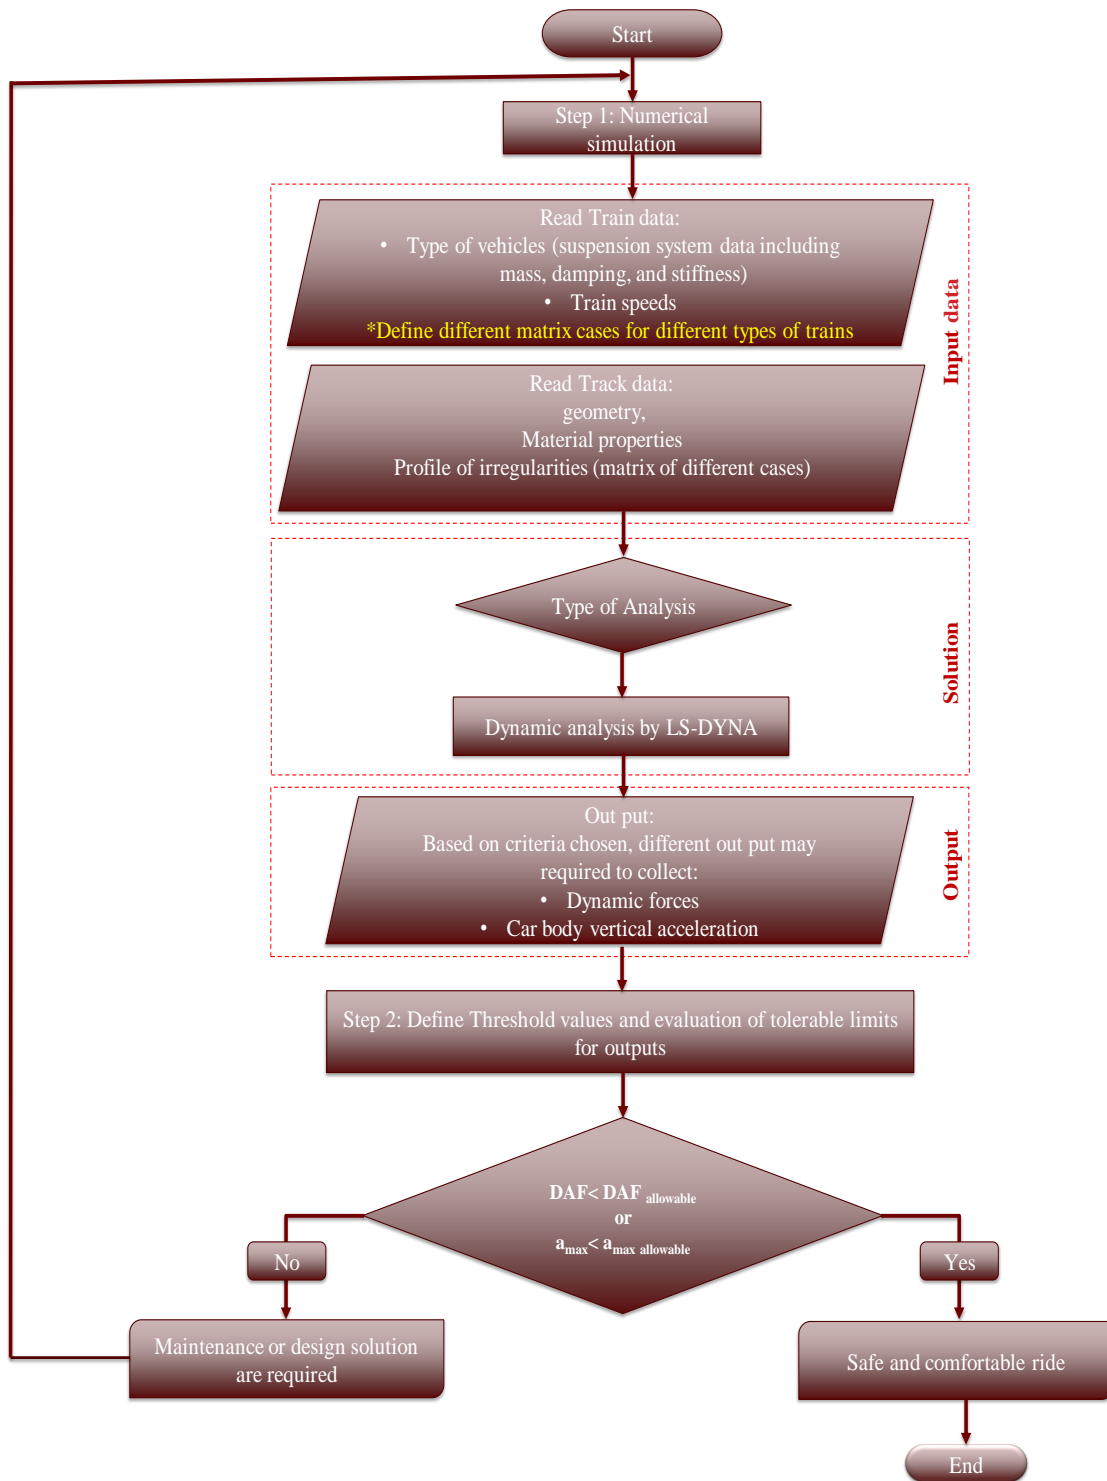 Start
Step 1: Numerical
simulation
Read Train data:
• Type of vehicles (suspension system data including
mass, damping, and stiffness)
• Train speeds
*Define different matrix cases for different types of trains
Input data
Read Track data:
geometry,
Material properties
Profile of irregularities (matrix of different cases)
Type of Analysis
Solution
Dynamic analysis by LS-DYNA
Out put:
Based on criteria chosen, different out put may
required to collect:
• Dynamic forces
• Car body vertical acceleration
Output
Step 2: Define Threshold values and evaluation of tolerable limits
for outputs
DAF< DAF allowable
or
amax< amax allowable
No
Yes
Maintenance or design solution
are required
Safe and comfortable ride
End